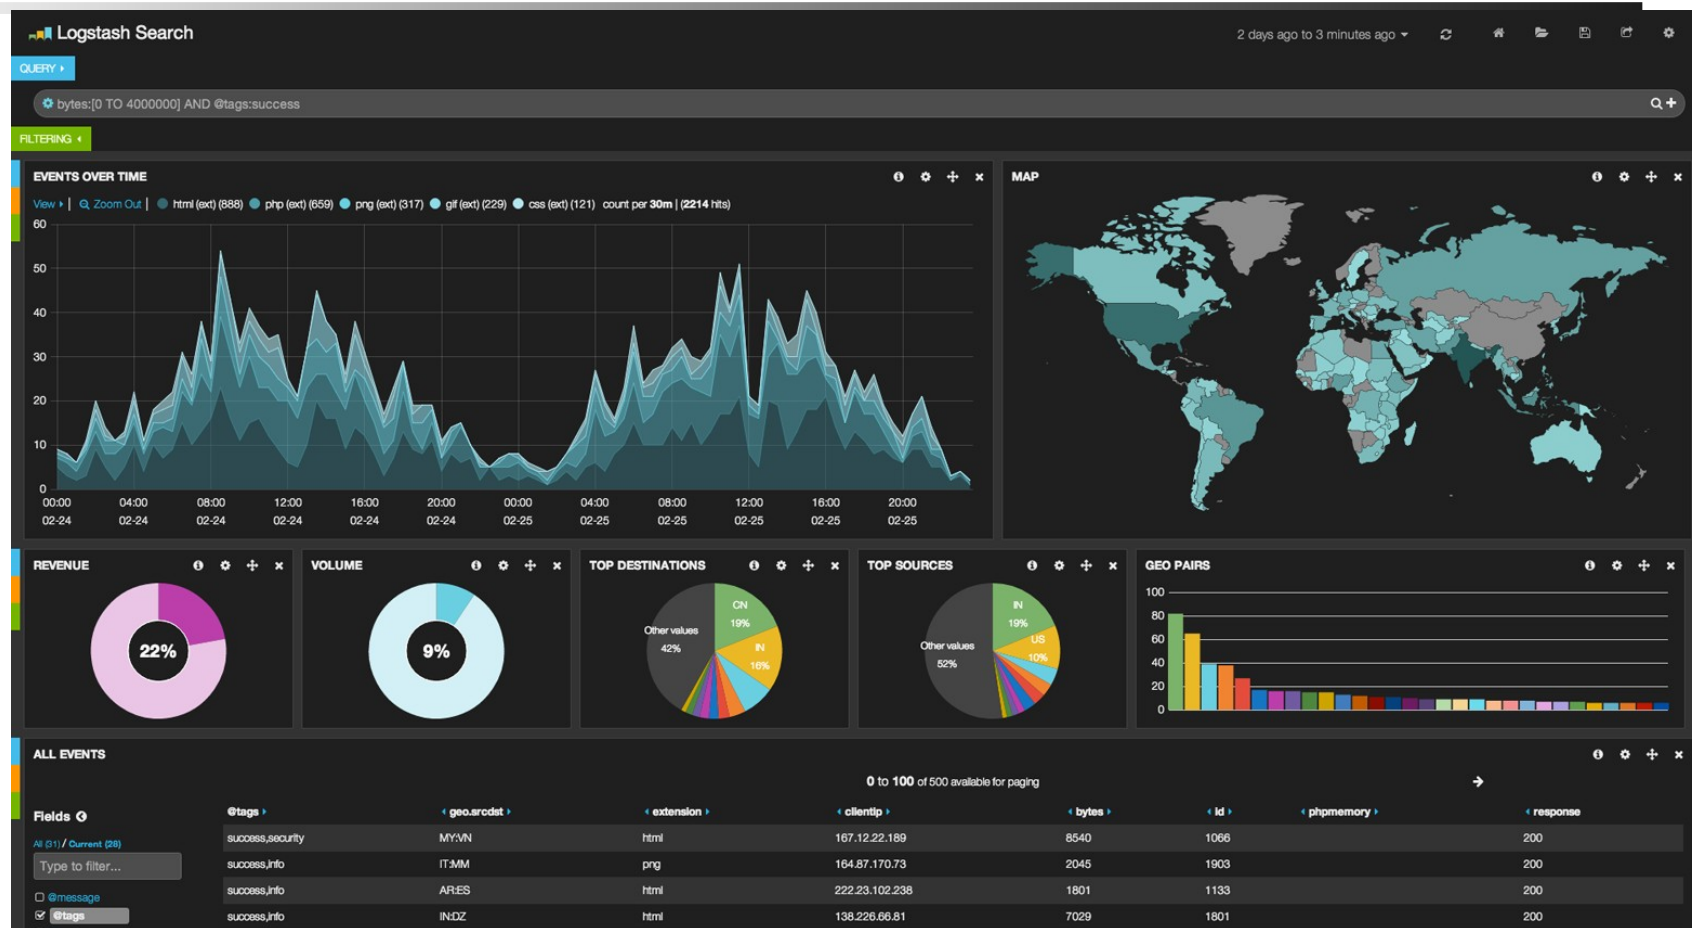 Logstash Search
2 days ago to 3 minutes ago
QUERY
bytes:[0 TO 4000000] AND @tags:success
FILTERING
EVENTS OVER TIME
View | Zoom Out | html (ext) (888) php (ext) (659) png (ext) (317) gif (ext) (229) css (ext) (121) count per 30m | (2214 hits)
60
50
40
30
20
10
0
00:00 04:00 08:00 12:00 16:00 20:00 00:00 04:00 08:00 12:00 16:00 20:00
02-24 02-24 02-24 02-24 02-24 02-24 02-25 02-25 02-25 02-25 02-25 02-25
MAP
REVENUE
22%
VOLUME
9%
TOP DESTINATIONS
CN
19%
IN
16%
Other values
42%
TOP SOURCES
IN
19%
US
10%
Other values
52%
GEO PAIRS
100
80
60
40
20
0
ALL EVENTS
0 to 100 of 500 available for paging
Fields
All (31) / Current (28)
Type to filter...
@message
@tags
@tags geo.srcdst extension clientip bytes id phpmemory response
success,security MY:VN html 167.12.22.189 8540 1066 200
success,info IT:MM png 164.87.170.73 2045 1903 200
success,info AR:ES html 222.23.102.238 1801 1133 200
success,info IN:DZ html 138.226.66.81 7029 1801 200